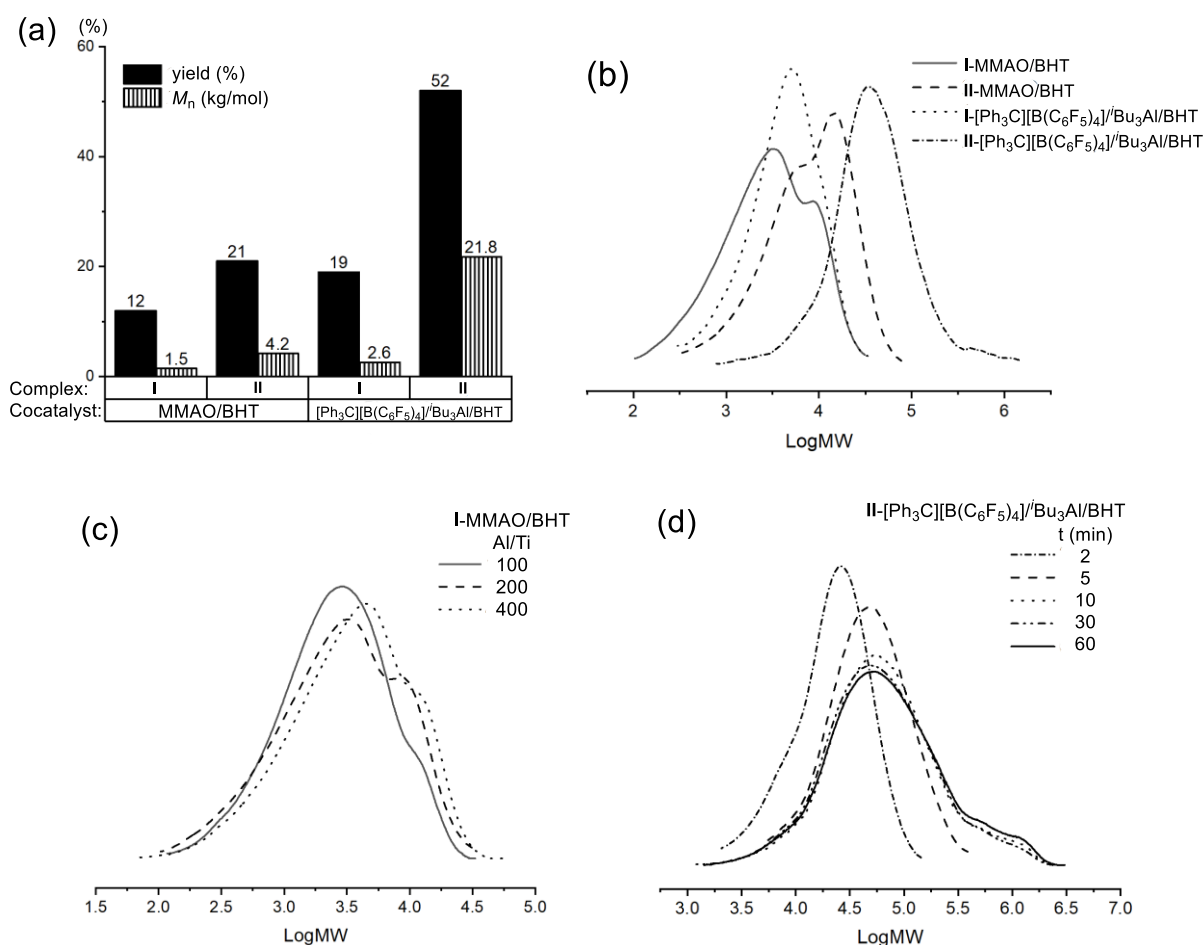 (a)
(%)
60
40
20
0
yield (%)
Mn (kg/mol)
12
1.5
21
4.2
19
2.6
52
21.8
Complex: I II I II
Cocatalyst: MMAO/BHT [Ph3C][B(C6F5)4]/iBu3Al/BHT
(b)
I-MMAO/BHT
II-MMAO/BHT
I-[Ph3C][B(C6F5)4]/iBu3Al/BHT
II-[Ph3C][B(C6F5)4]/iBu3Al/BHT
2 3 4 5 6
LogMW
(c)
I-MMAO/BHT
Al/Ti
100
200
400
1.5 2.0 2.5 3.0 3.5 4.0 4.5 5.0
LogMW
(d)
II-[Ph3C][B(C6F5)4]/iBu3Al/BHT
t (min)
2
5
10
30
60
3.0 3.5 4.0 4.5 5.0 5.5 6.0 6.5 7.0
LogMW